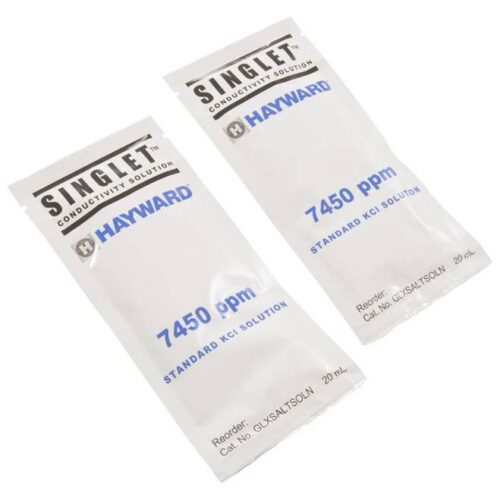 SINGLET™
CONDUCTIVITY SOLUTION
H HAYWARD®
7450 ppm
STANDARD KCl SOLUTION
Reorder:
Cat. No. GLXSALTSOLN
20 mL
SINGLET™
CONDUCTIVITY SOLUTION
H HAYWARD®
7450 ppm
STANDARD KCl SOLUTION
Reorder:
Cat. No. GLXSALTSOLN
20 mL